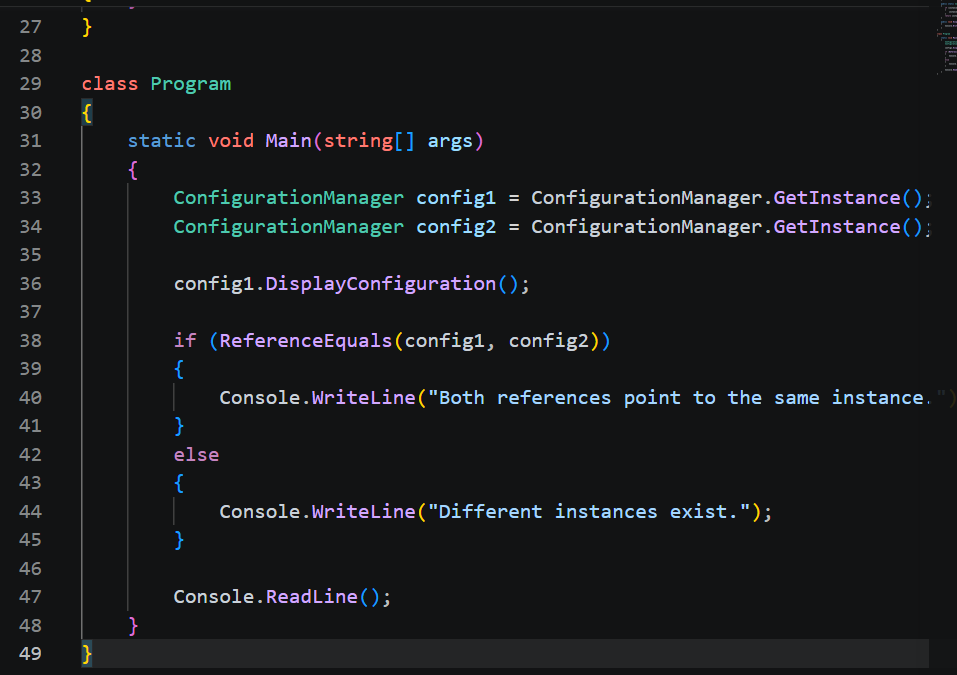 27 }
28
29 class Program
30 {
31 static void Main(string[] args)
32 {
33 ConfigurationManager config1 = ConfigurationManager.GetInstance();
34 ConfigurationManager config2 = ConfigurationManager.GetInstance();
35
36 config1.DisplayConfiguration();
37
38 if (ReferenceEquals(config1, config2))
39 {
40 Console.WriteLine("Both references point to the same instance.")
41 }
42 else
43 {
44 Console.WriteLine("Different instances exist.");
45 }
46
47 Console.ReadLine();
48 }
49 }